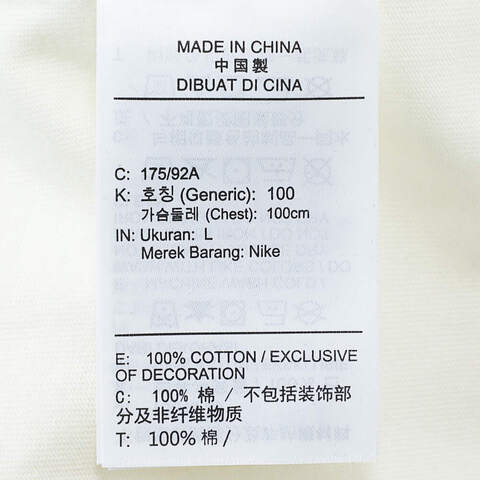 MADE IN CHINA
中国製
DIBUAT DI CINA
C: 175/92A
K: 호칭 (Generic): 100
가슴둘레 (Chest): 100cm
IN: Ukuran: L
Merek Barang: Nike
E: 100% COTTON / EXCLUSIVE
OF DECORATION
C: 100% 棉 / 不包括装饰部
分及非纤维物质
T: 100% 棉 /